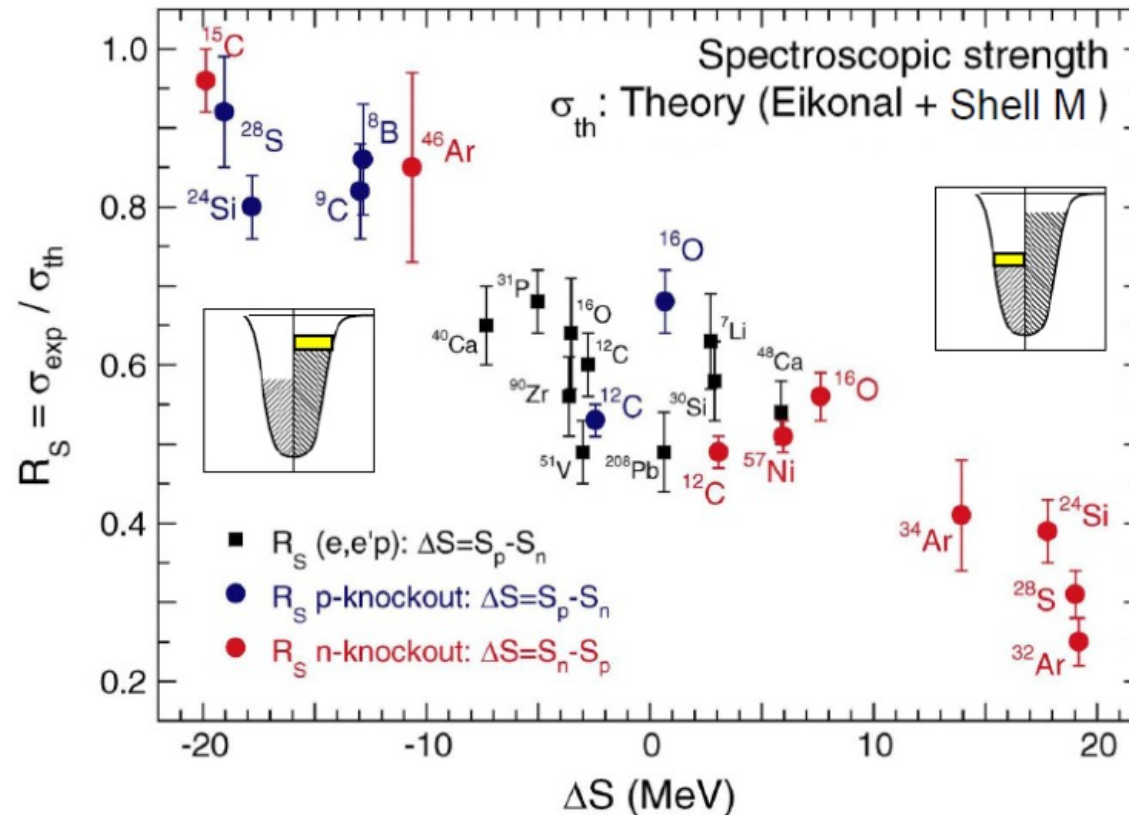 Spectroscopic strength
σth: Theory (Eikonal + Shell M )
RS = σexp / σth
1.0
0.8
0.6
0.4
0.2
15C
28S
24Si
8B
9C
46Ar
31P
40Ca
16O
12C
90Zr
12C
51V
208Pb
16O
7Li
30Si
48Ca
12C
57Ni
16O
34Ar
24Si
28S
32Ar
RS (e,e'p): ΔS=Sp-Sn
RS p-knockout: ΔS=Sp-Sn
RS n-knockout: ΔS=Sn-Sp
-20
-10
0
10
20
ΔS (MeV)